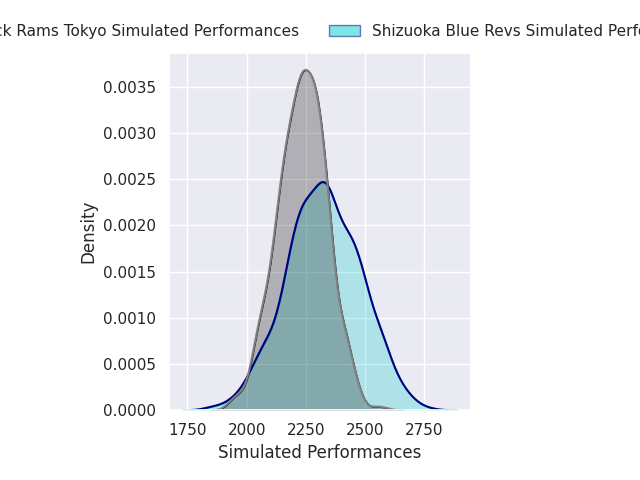 ck Rams Tokyo Simulated Performances Shizuoka Blue Revs Simulated Perfo
0.0035
0.0030
0.0025
0.0020
0.0015
0.0010
0.0005
0.0000
Density
1750 2000 2250 2500 2750
Simulated Performances